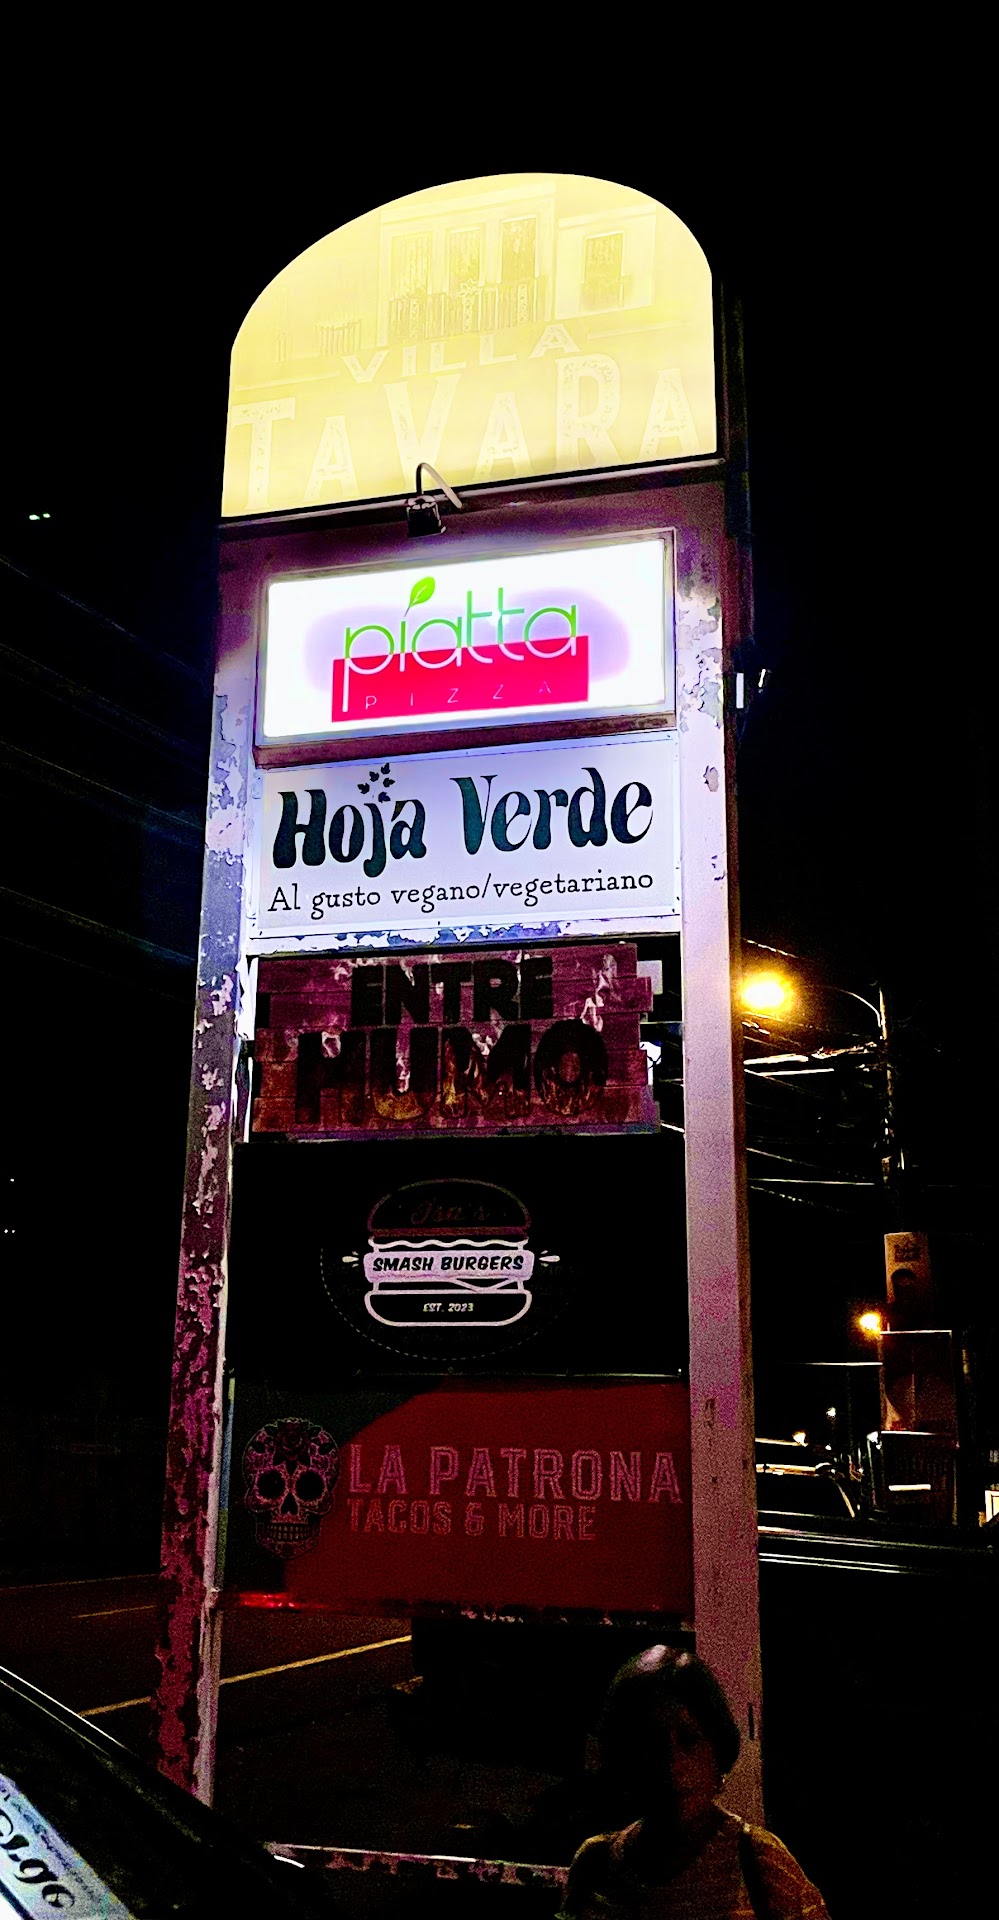 VILLA
TAVARA
piatta
PIZZA
Hoja Verde
Al gusto vegano/vegetariano
ENTRE
HUMO
SMASH BURGERS
EST. 2023
LA PATRONA
TACOS & MORE